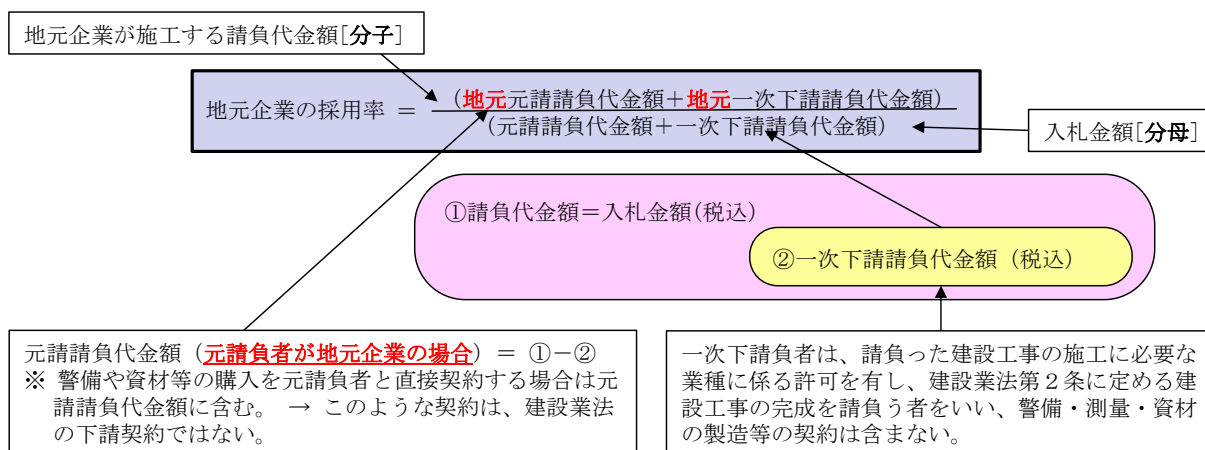 地元企業が施工する請負代金額[分子]
地元企業の採用率 =
(地元元請請負代金額+地元一次下請請負代金額)
(元請請負代金額+一次下請請負代金額)
入札金額[分母]
①請負代金額=入札金額(税込)
②一次下請請負代金額(税込)
元請請負代金額(元請負者が地元企業の場合)= ①-②
※ 警備や資材等の購入を元請負者と直接契約する場合は元
請請負代金額に含む。 → このような契約は、建設業法
の下請契約ではない。
一次下請負者は、請負った建設工事の施工に必要な
業種に係る許可を有し、建設業法第2条に定める建
設工事の完成を請負う者をいい、警備・測量・資材
の製造等の契約は含まない。